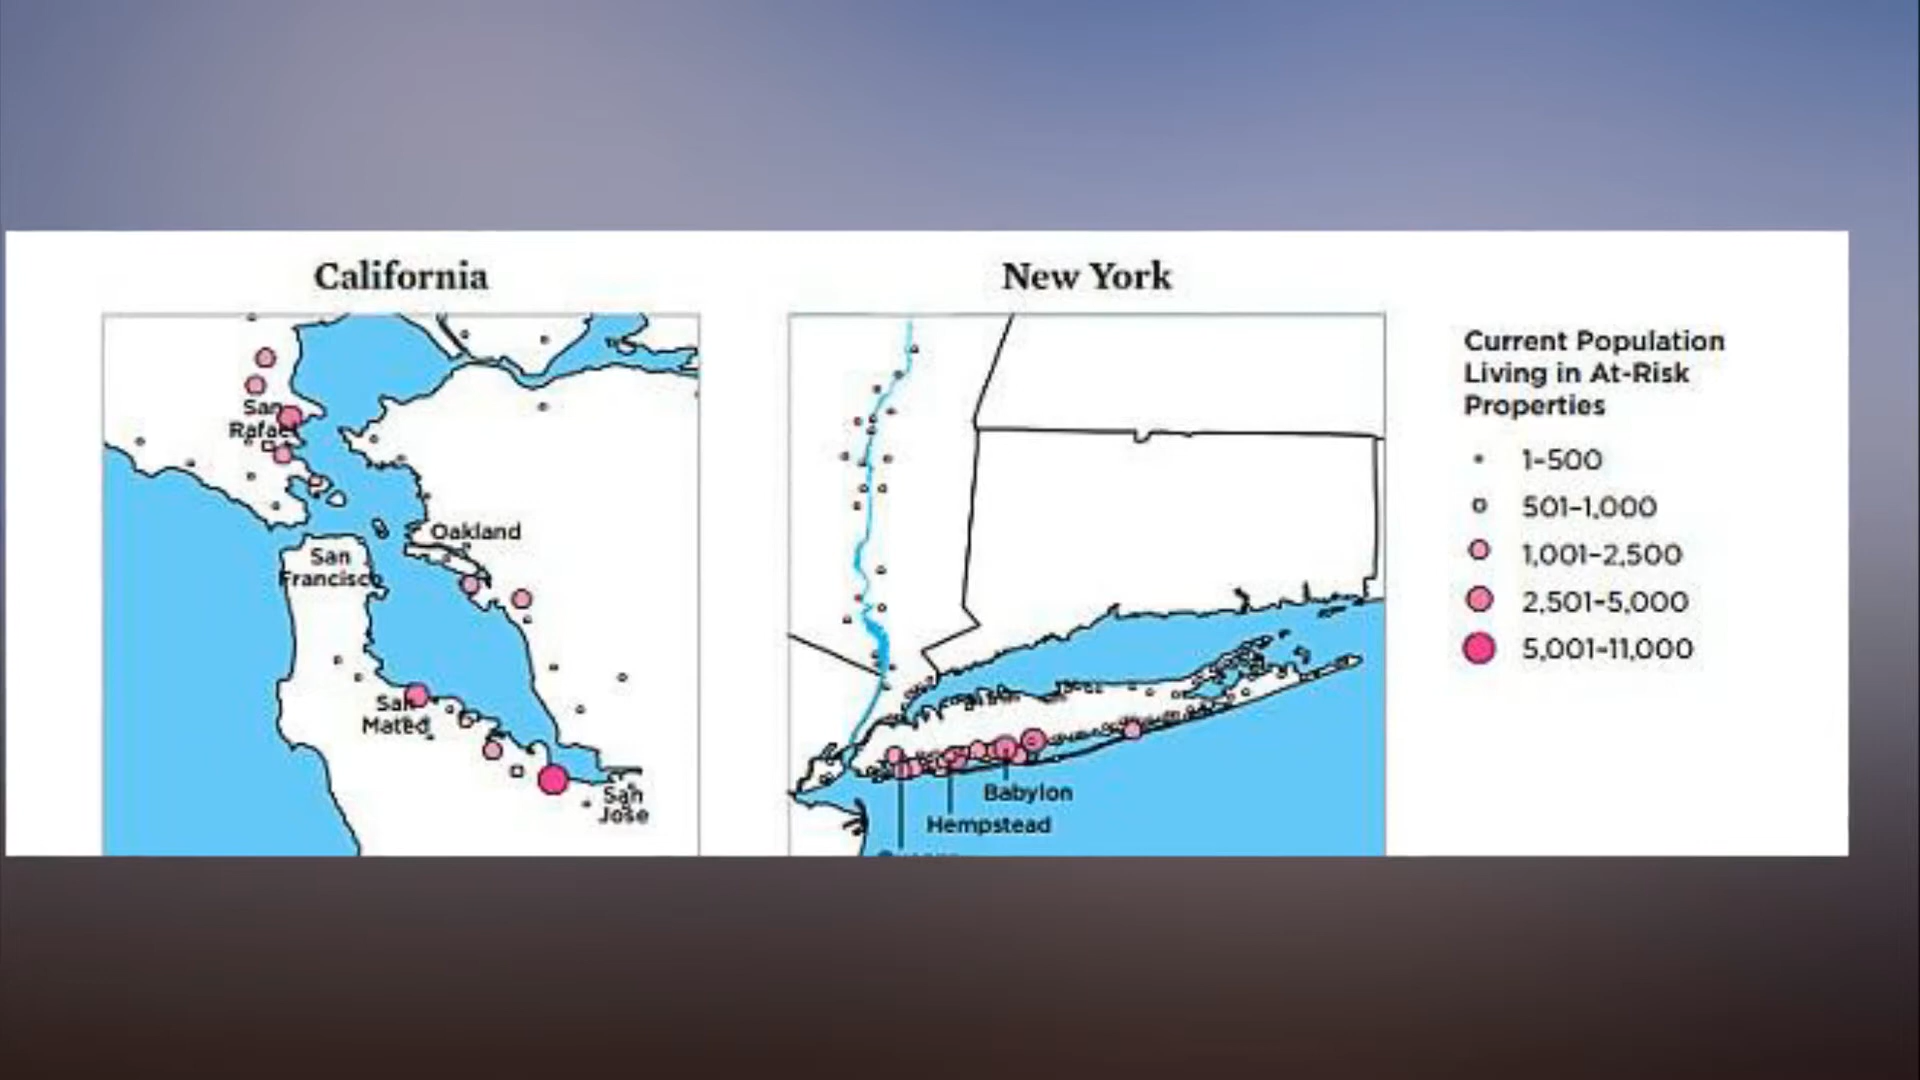 California
New York
San
Rafael
Oakland
San
Francisco
San
Mateo
San
Jose
Babylon
Hempstead
Current Population
Living in At-Risk
Properties
1-500
501-1,000
1,001-2,500
2,501-5,000
5,001-11,000